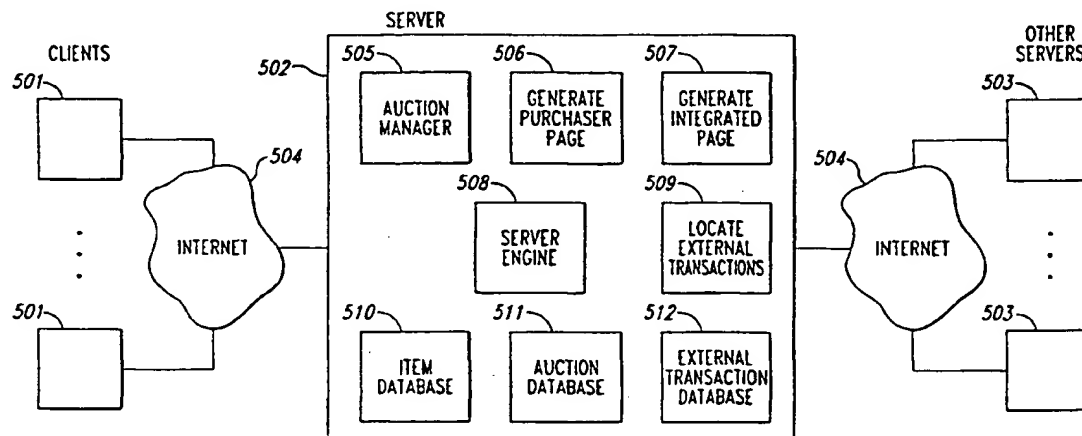 SERVER
CLIENTS
OTHER
SERVERS
502
505
506
507
501
503
AUCTION
MANAGER
GENERATE
PURCHASER
PAGE
GENERATE
INTEGRATED
PAGE
504
504
508
509
INTERNET
SERVER
ENGINE
LOCATE
EXTERNAL
TRANSACTIONS
INTERNET
501
510
511
512
503
ITEM
DATABASE
AUCTION
DATABASE
EXTERNAL
TRANSACTION
DATABASE